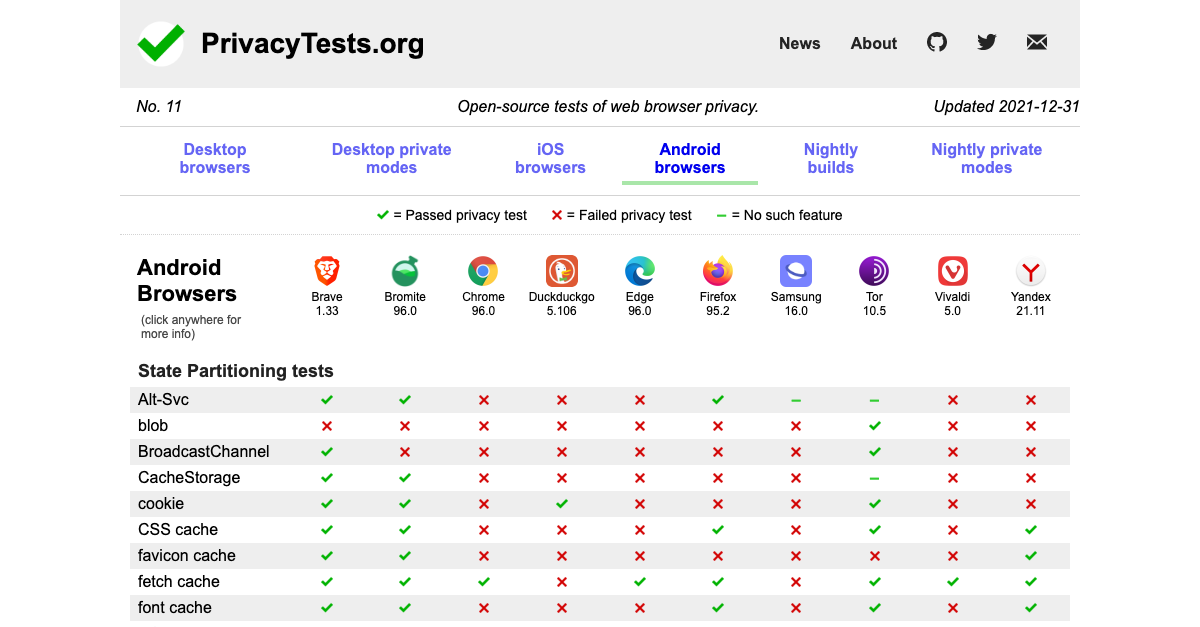 PrivacyTests.org
News About
No. 11 Open-source tests of web browser privacy. Updated 2021-12-31
Desktop browsers Desktop private modes iOS browsers Android browsers Nightly builds Nightly private modes
✓ = Passed privacy test ✕ = Failed privacy test – = No such feature
Android Browsers
(click anywhere for
more info)
Brave Bromite Chrome Duckduckgo Edge Firefox Samsung Tor Vivaldi Yandex
1.33 96.0 96.0 5.106 96.0 95.2 16.0 10.5 5.0 21.11
State Partitioning tests
Alt-Svc ✓ ✓ ✕ ✕ ✕ ✓ – – ✕ ✕
blob ✕ ✕ ✕ ✕ ✕ ✕ ✕ ✓ ✕ ✕
BroadcastChannel ✓ ✕ ✕ ✕ ✕ ✕ ✕ ✓ ✕ ✕
CacheStorage ✓ ✓ ✕ ✕ ✕ ✕ ✕ – ✕ ✕
cookie ✓ ✓ ✕ ✓ ✕ ✕ ✕ ✓ ✕ ✕
CSS cache ✓ ✓ ✕ ✕ ✕ ✓ ✕ ✓ ✕ ✓
favicon cache ✓ ✓ ✕ ✕ ✕ ✕ ✕ ✕ ✕ ✓
fetch cache ✓ ✓ ✓ ✕ ✓ ✓ ✕ ✓ ✓ ✓
font cache ✓ ✓ ✕ ✕ ✕ ✓ ✕ ✓ ✕ ✓